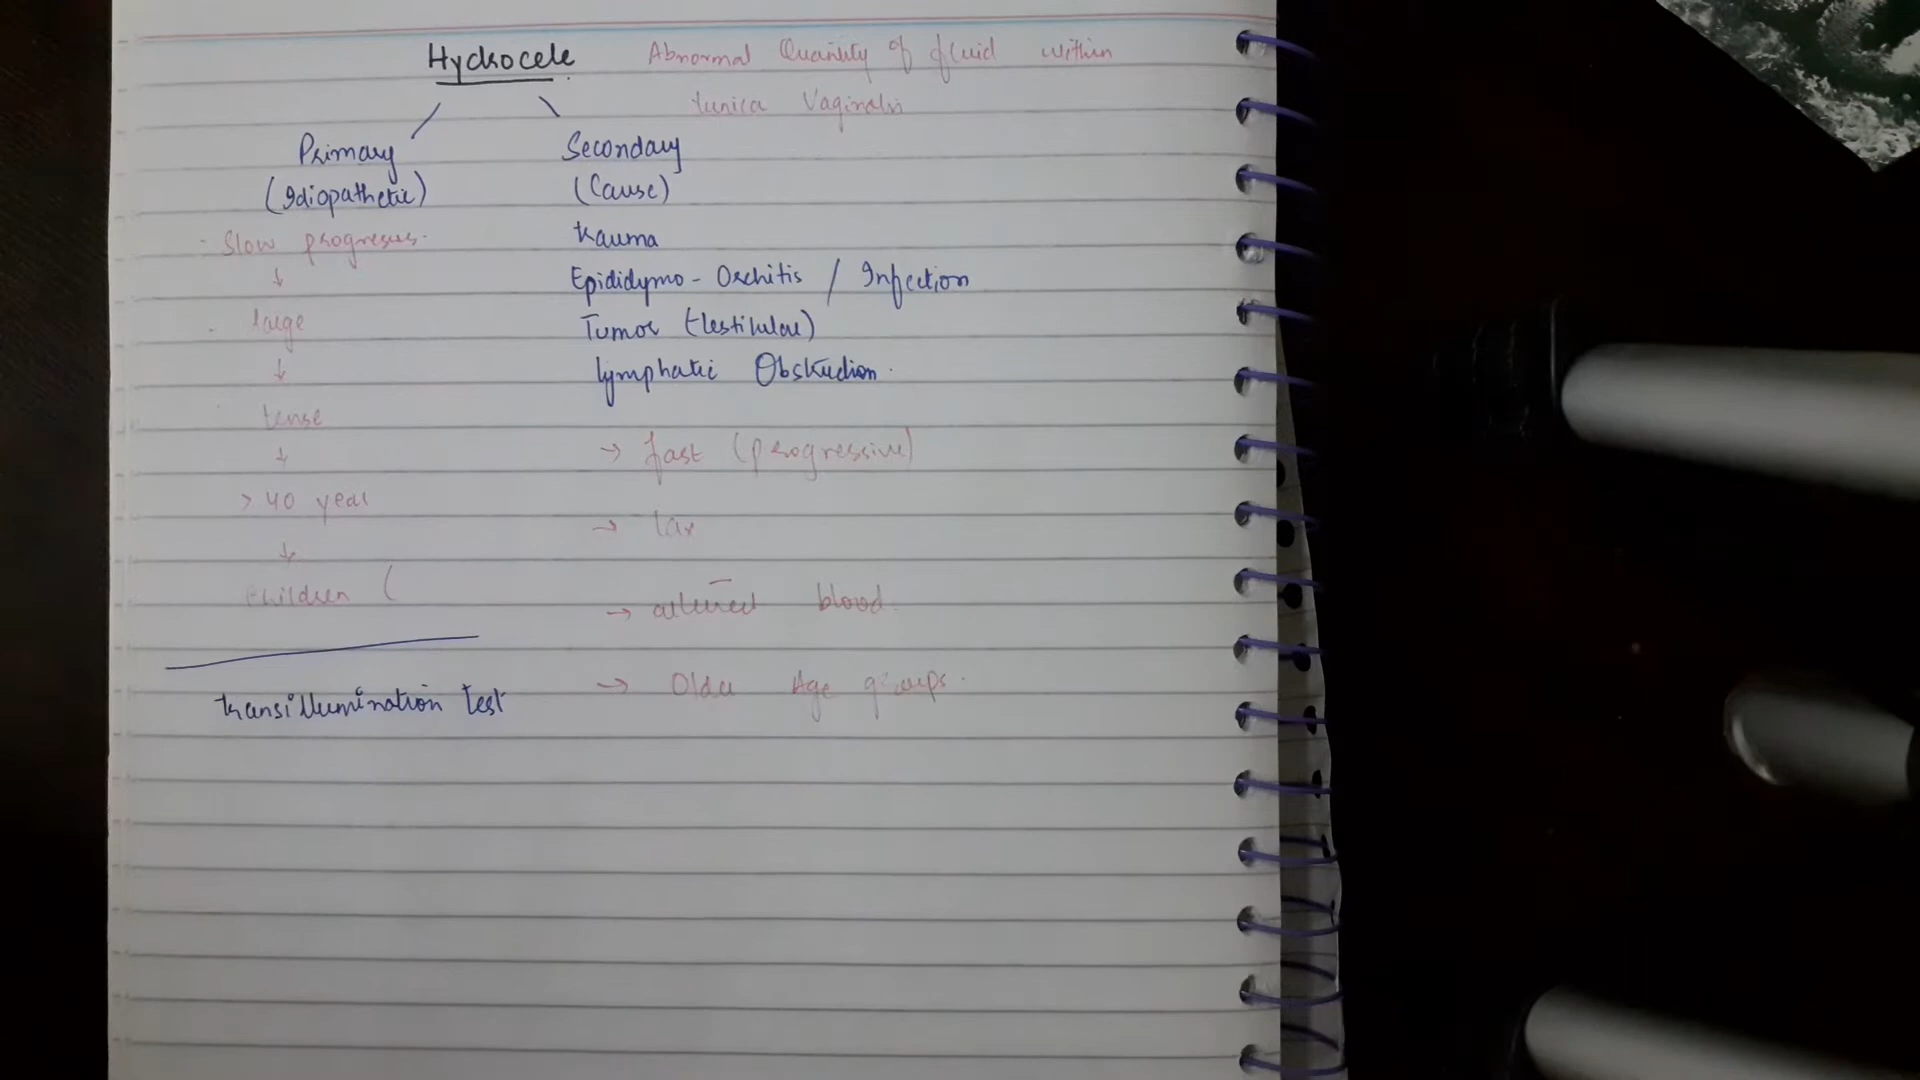 Hydrocele Abnormal Quantity of fluid within
tunica Vaginalis
Primary
(Idiopathetic)
- Slow progresses.
↓
- large
↓
tense
↓
> 40 year
↓
children (
transillumination test
Secondary
(Cause)
trauma
Epididymo - Orchitis / Infection
Tumor (testicular)
lymphatic Obstruction.
→ fast (progressive)
→ lax
→ altered blood.
→ Older Age groups.